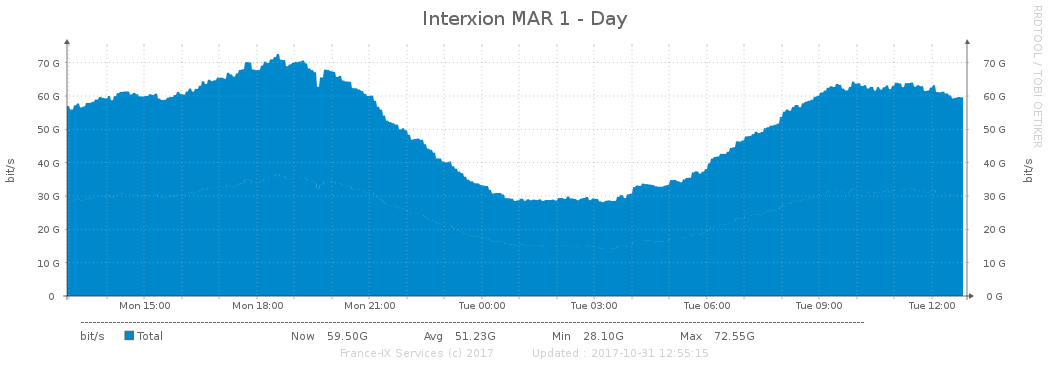 Interxion MAR 1 - Day
RRDTOOL / TOBI OETIKER
bit/s
bit/s
70 G 70 G
60 G 60 G
50 G 50 G
40 G 40 G
30 G 30 G
20 G 20 G
10 G 10 G
0 0 G
Mon 15:00 Mon 18:00 Mon 21:00 Tue 00:00 Tue 03:00 Tue 06:00 Tue 09:00 Tue 12:00
bit/s Total Now 59.50G Avg 51.23G Min 28.10G Max 72.55G
France-IX Services (c) 2017 Updated : 2017-10-31 12:55:15